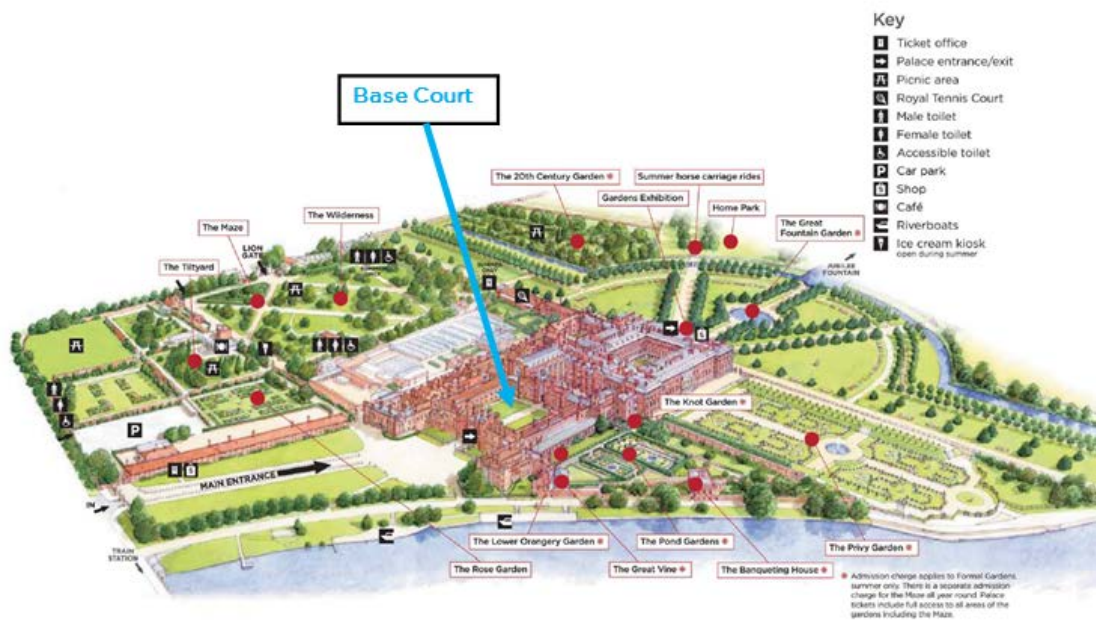 Key
Ticket office
Palace entrance/exit
Picnic area
Royal Tennis Court
Male toilet
Female toilet
Accessible toilet
P Car park
Shop
Café
Riverboats
Ice cream kiosk
open during summer
Base Court
The 20th Century Garden *
Summer horse carriage rides
Gardens Exhibition
Home Park
The Great
Fountain Garden *
JUBILEE
FOUNTAIN
The Wilderness
The Maze
LION
GATE
The Tiltyard
The Knot Garden *
P
MAIN ENTRANCE
IN
TRAIN
STATION
The Lower Orangery Garden *
The Pond Gardens *
The Privy Garden *
The Rose Garden
The Great Vine *
The Banqueting House *
* Admission charge applies to Formal Gardens
summer only. There is a separate admission
charge for the Maze all year round. Palace
tickets include full access to all areas of the
gardens including the Maze.